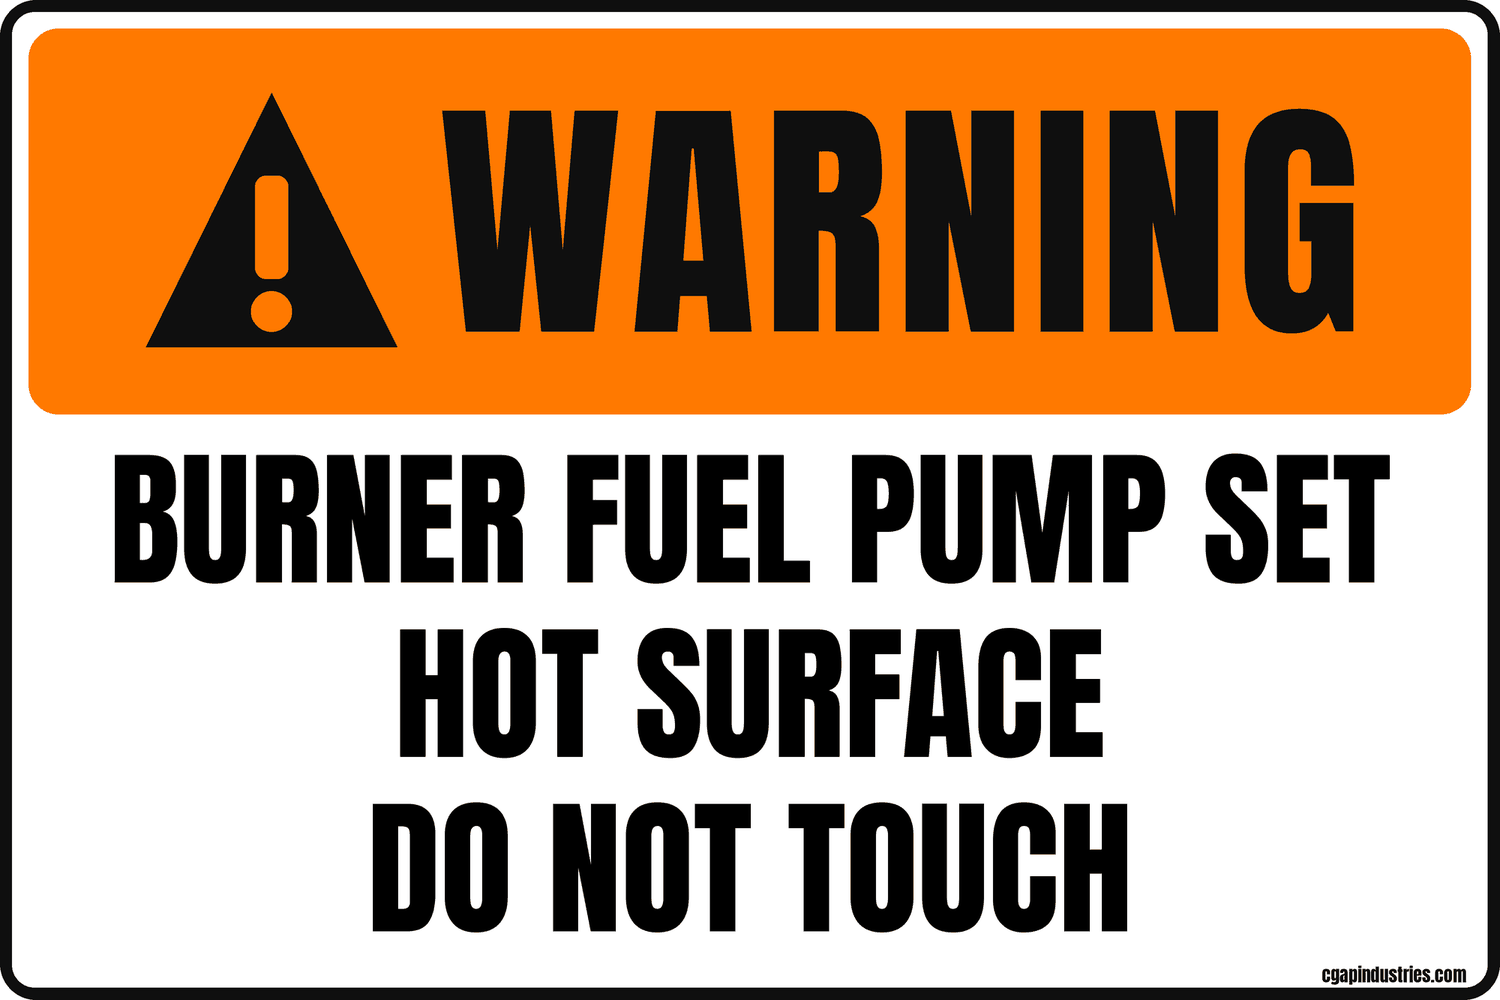 WARNING
BURNER FUEL PUMP SET
HOT SURFACE
DO NOT TOUCH
cgapindustries.com